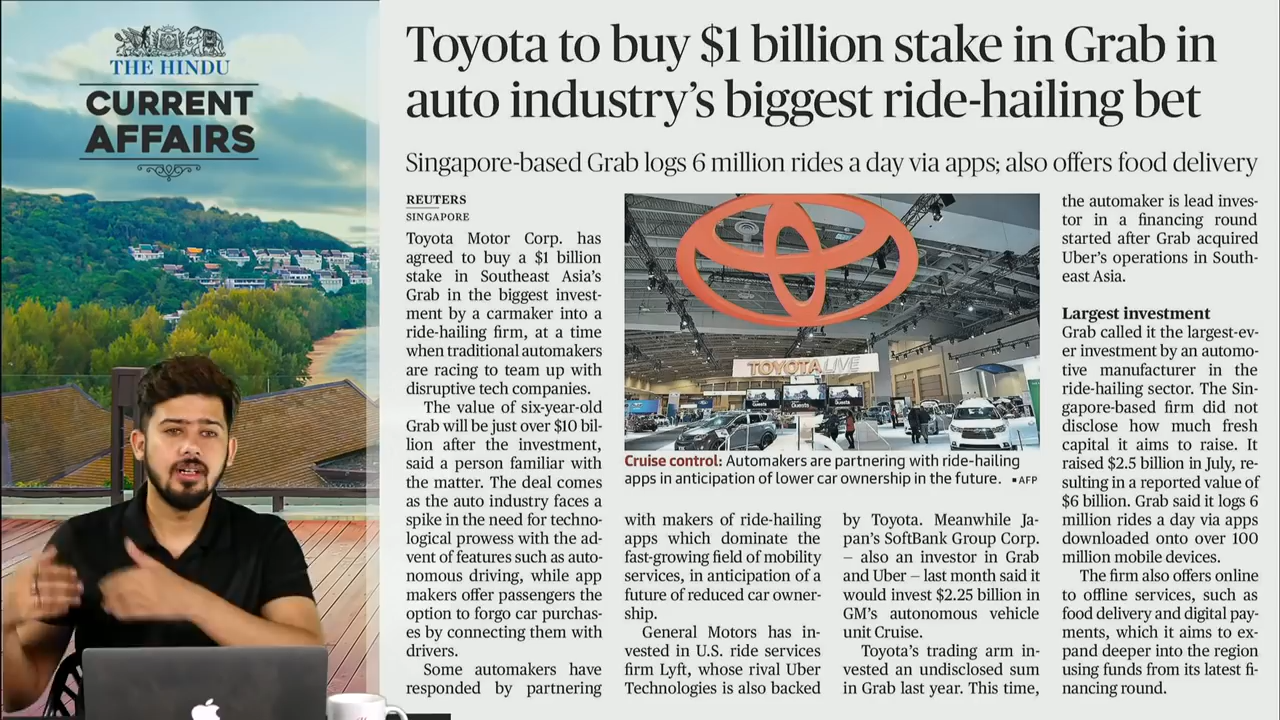 THE HINDU
CURRENT
AFFAIRS
Toyota to buy $1 billion stake in Grab in
auto industry's biggest ride-hailing bet
Singapore-based Grab logs 6 million rides a day via apps; also offers food delivery
REUTERS
SINGAPORE
Toyota Motor Corp. has
agreed to buy a $1 billion
stake in Southeast Asia's
Grab in the biggest invest-
ment by a carmaker into a
ride-hailing firm, at a time
when traditional automakers
are racing to team up with
disruptive tech companies.
The value of six-year-old
Grab will be just over $10 bil-
lion after the investment,
said a person familiar with
the matter. The deal comes
as the auto industry faces a
spike in the need for techno-
logical prowess with the ad-
vent of features such as auto-
nomous driving, while app
makers offer passengers the
option to forgo car purchas-
es by connecting them with
drivers.
Some automakers have
responded by partnering
TOYOTA LIVE
Guests
Guests
Cruise control: Automakers are partnering with ride-hailing
apps in anticipation of lower car ownership in the future. ▪ AFP
with makers of ride-hailing
apps which dominate the
fast-growing field of mobility
services, in anticipation of a
future of reduced car owner-
ship.
General Motors has in-
vested in U.S. ride services
firm Lyft, whose rival Uber
Technologies is also backed
by Toyota. Meanwhile Ja-
pan's SoftBank Group Corp.
– also an investor in Grab
and Uber – last month said it
would invest $2.25 billion in
GM's autonomous vehicle
unit Cruise.
Toyota's trading arm in-
vested an undisclosed sum
in Grab last year. This time,
the automaker is lead inves-
tor in a financing round
started after Grab acquired
Uber's operations in South-
east Asia.
Largest investment
Grab called it the largest-ev-
er investment by an automo-
tive manufacturer in the
ride-hailing sector. The Sin-
gapore-based firm did not
disclose how much fresh
capital it aims to raise. It
raised $2.5 billion in July, re-
sulting in a reported value of
$6 billion. Grab said it logs 6
million rides a day via apps
downloaded onto over 100
million mobile devices.
The firm also offers online
to offline services, such as
food delivery and digital pay-
ments, which it aims to ex-
pand deeper into the region
using funds from its latest fi-
nancing round.